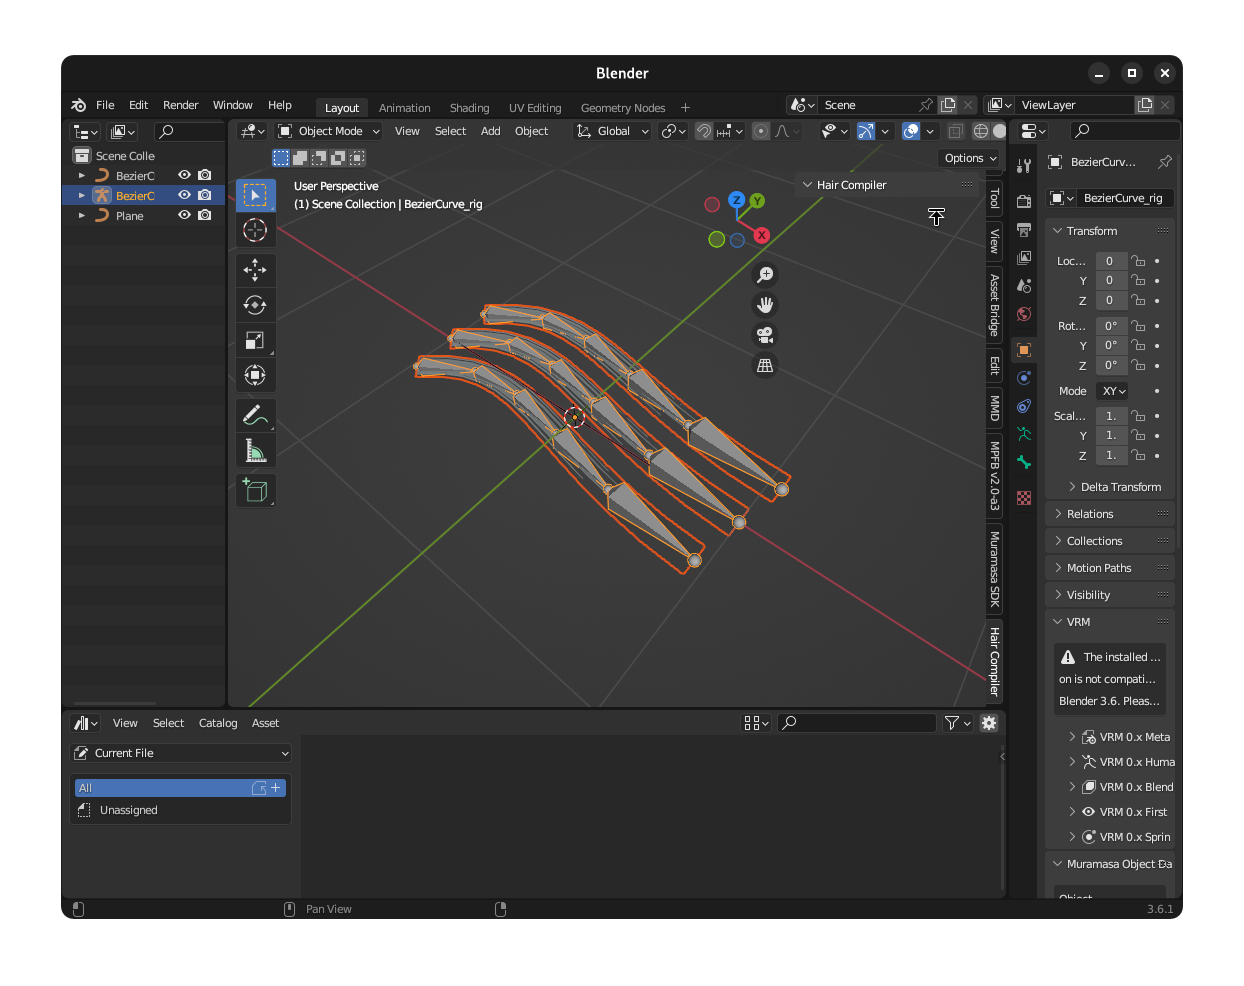 Blender
File Edit Render Window Help Layout Animation Shading UV Editing Geometry Nodes + Scene ViewLayer
Object Mode View Select Add Object Global
Options
Scene Colle
BezierC
BezierC
Plane
User Perspective
(1) Scene Collection | BezierCurve_rig
Hair Compiler
Z
Y
X
Tool
View
Asset Bridge
Edit
MMD
MPFB v2.0-a3
Muramasa SDK
Hair Compiler
BezierCurv...
BezierCurve_rig
Transform
Loc... 0
Y 0
Z 0
Rot... 0°
Y 0°
Z 0°
Mode XY
Scal... 1.
Y 1.
Z 1.
Delta Transform
Relations
Collections
Motion Paths
Visibility
VRM
The installed ...
on is not compati...
Blender 3.6. Pleas...
VRM 0.x Meta
VRM 0.x Huma
VRM 0.x Blend
VRM 0.x First
VRM 0.x Sprin
Muramasa Object Da
Object
View Select Catalog Asset
Current File
All
Unassigned
Pan View
3.6.1